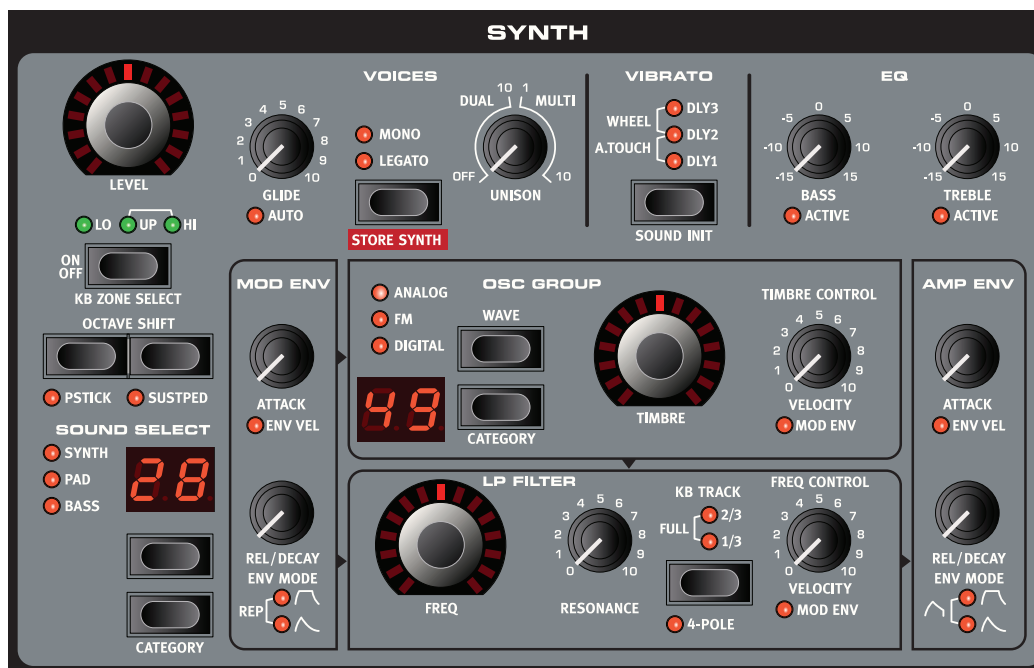 SYNTH
LEVEL
LO UP HI
ON
OFF
KB ZONE SELECT
OCTAVE SHIFT
PSTICK SUSTPED
SOUND SELECT
SYNTH
PAD
BASS
28
CATEGORY
VOICES
0 1 2 3 4 5 6 7 8 9 10
GLIDE
AUTO
MONO
LEGATO
STORE SYNTH
DUAL 10 1 MULTI
OFF 10
UNISON
VIBRATO
WHEEL
A.TOUCH
DLY3
DLY2
DLY1
SOUND INIT
EQ
-15 -10 -5 0 5 10 15
BASS
ACTIVE
-15 -10 -5 0 5 10 15
TREBLE
ACTIVE
MOD ENV
ATTACK
ENV VEL
REL/DECAY
ENV MODE
REP
OSC GROUP
ANALOG
FM
DIGITAL
49
WAVE
CATEGORY
TIMBRE
TIMBRE CONTROL
0 1 2 3 4 5 6 7 8 9 10
VELOCITY
MOD ENV
LP FILTER
FREQ
0 1 2 3 4 5 6 7 8 9 10
RESONANCE
KB TRACK
FULL
2/3
1/3
4-POLE
FREQ CONTROL
0 1 2 3 4 5 6 7 8 9 10
VELOCITY
MOD ENV
AMP ENV
ATTACK
ENV VEL
REL/DECAY
ENV MODE